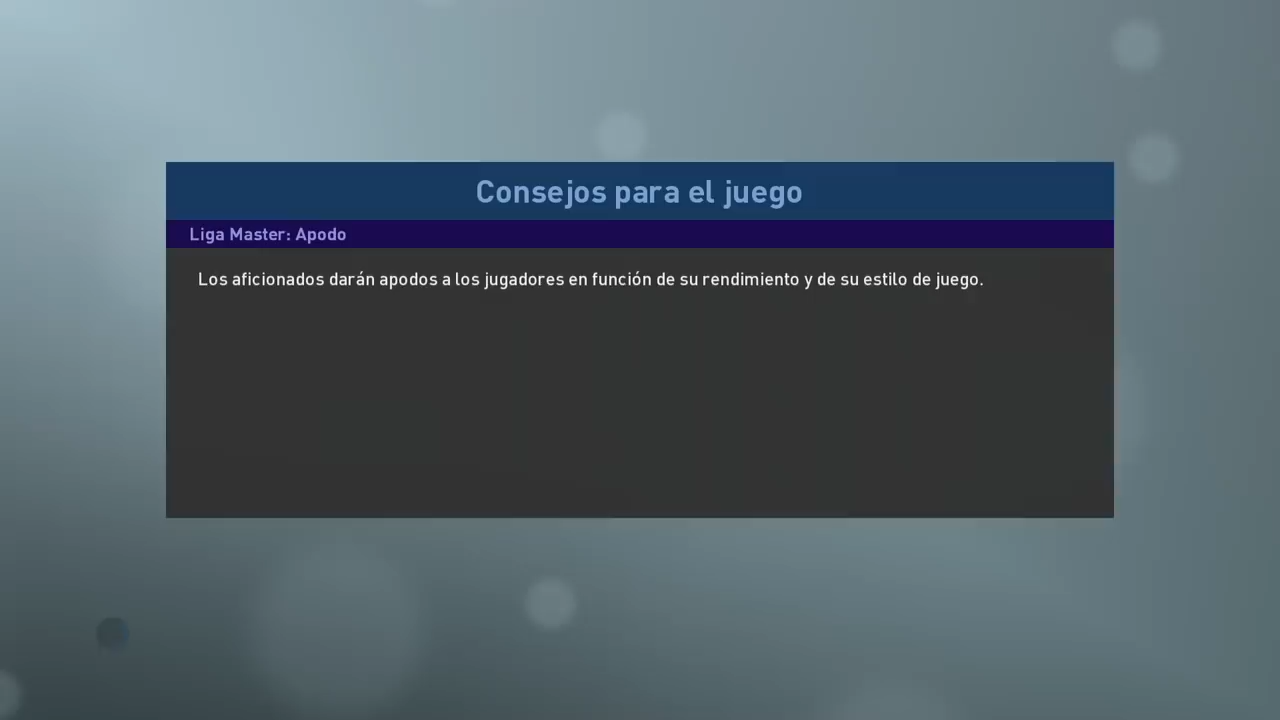 Consejos para el juego
Liga Master: Apodo
Los aficionados darán apodos a los jugadores en función de su rendimiento y de su estilo de juego.